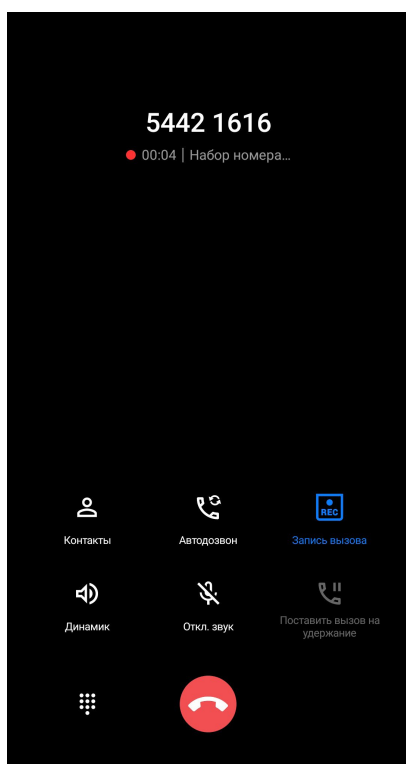 5442 1616
00:04 | Набор номера...
Контакты
Автодозвон
REC
Запись вызова
Динамик
Откл. звук
Поставить вызов на
удержание